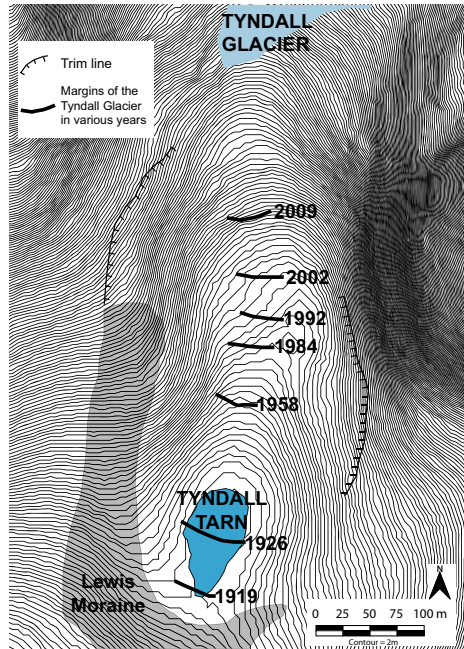 TYNDALL
GLACIER
Trim line
Margins of the
Tyndall Glacier
in various years
2009
2002
1992
1984
1958
TYNDALL
TARN
1926
Lewis
Moraine
1919
N
0 25 50 75 100 m
Contour = 2m